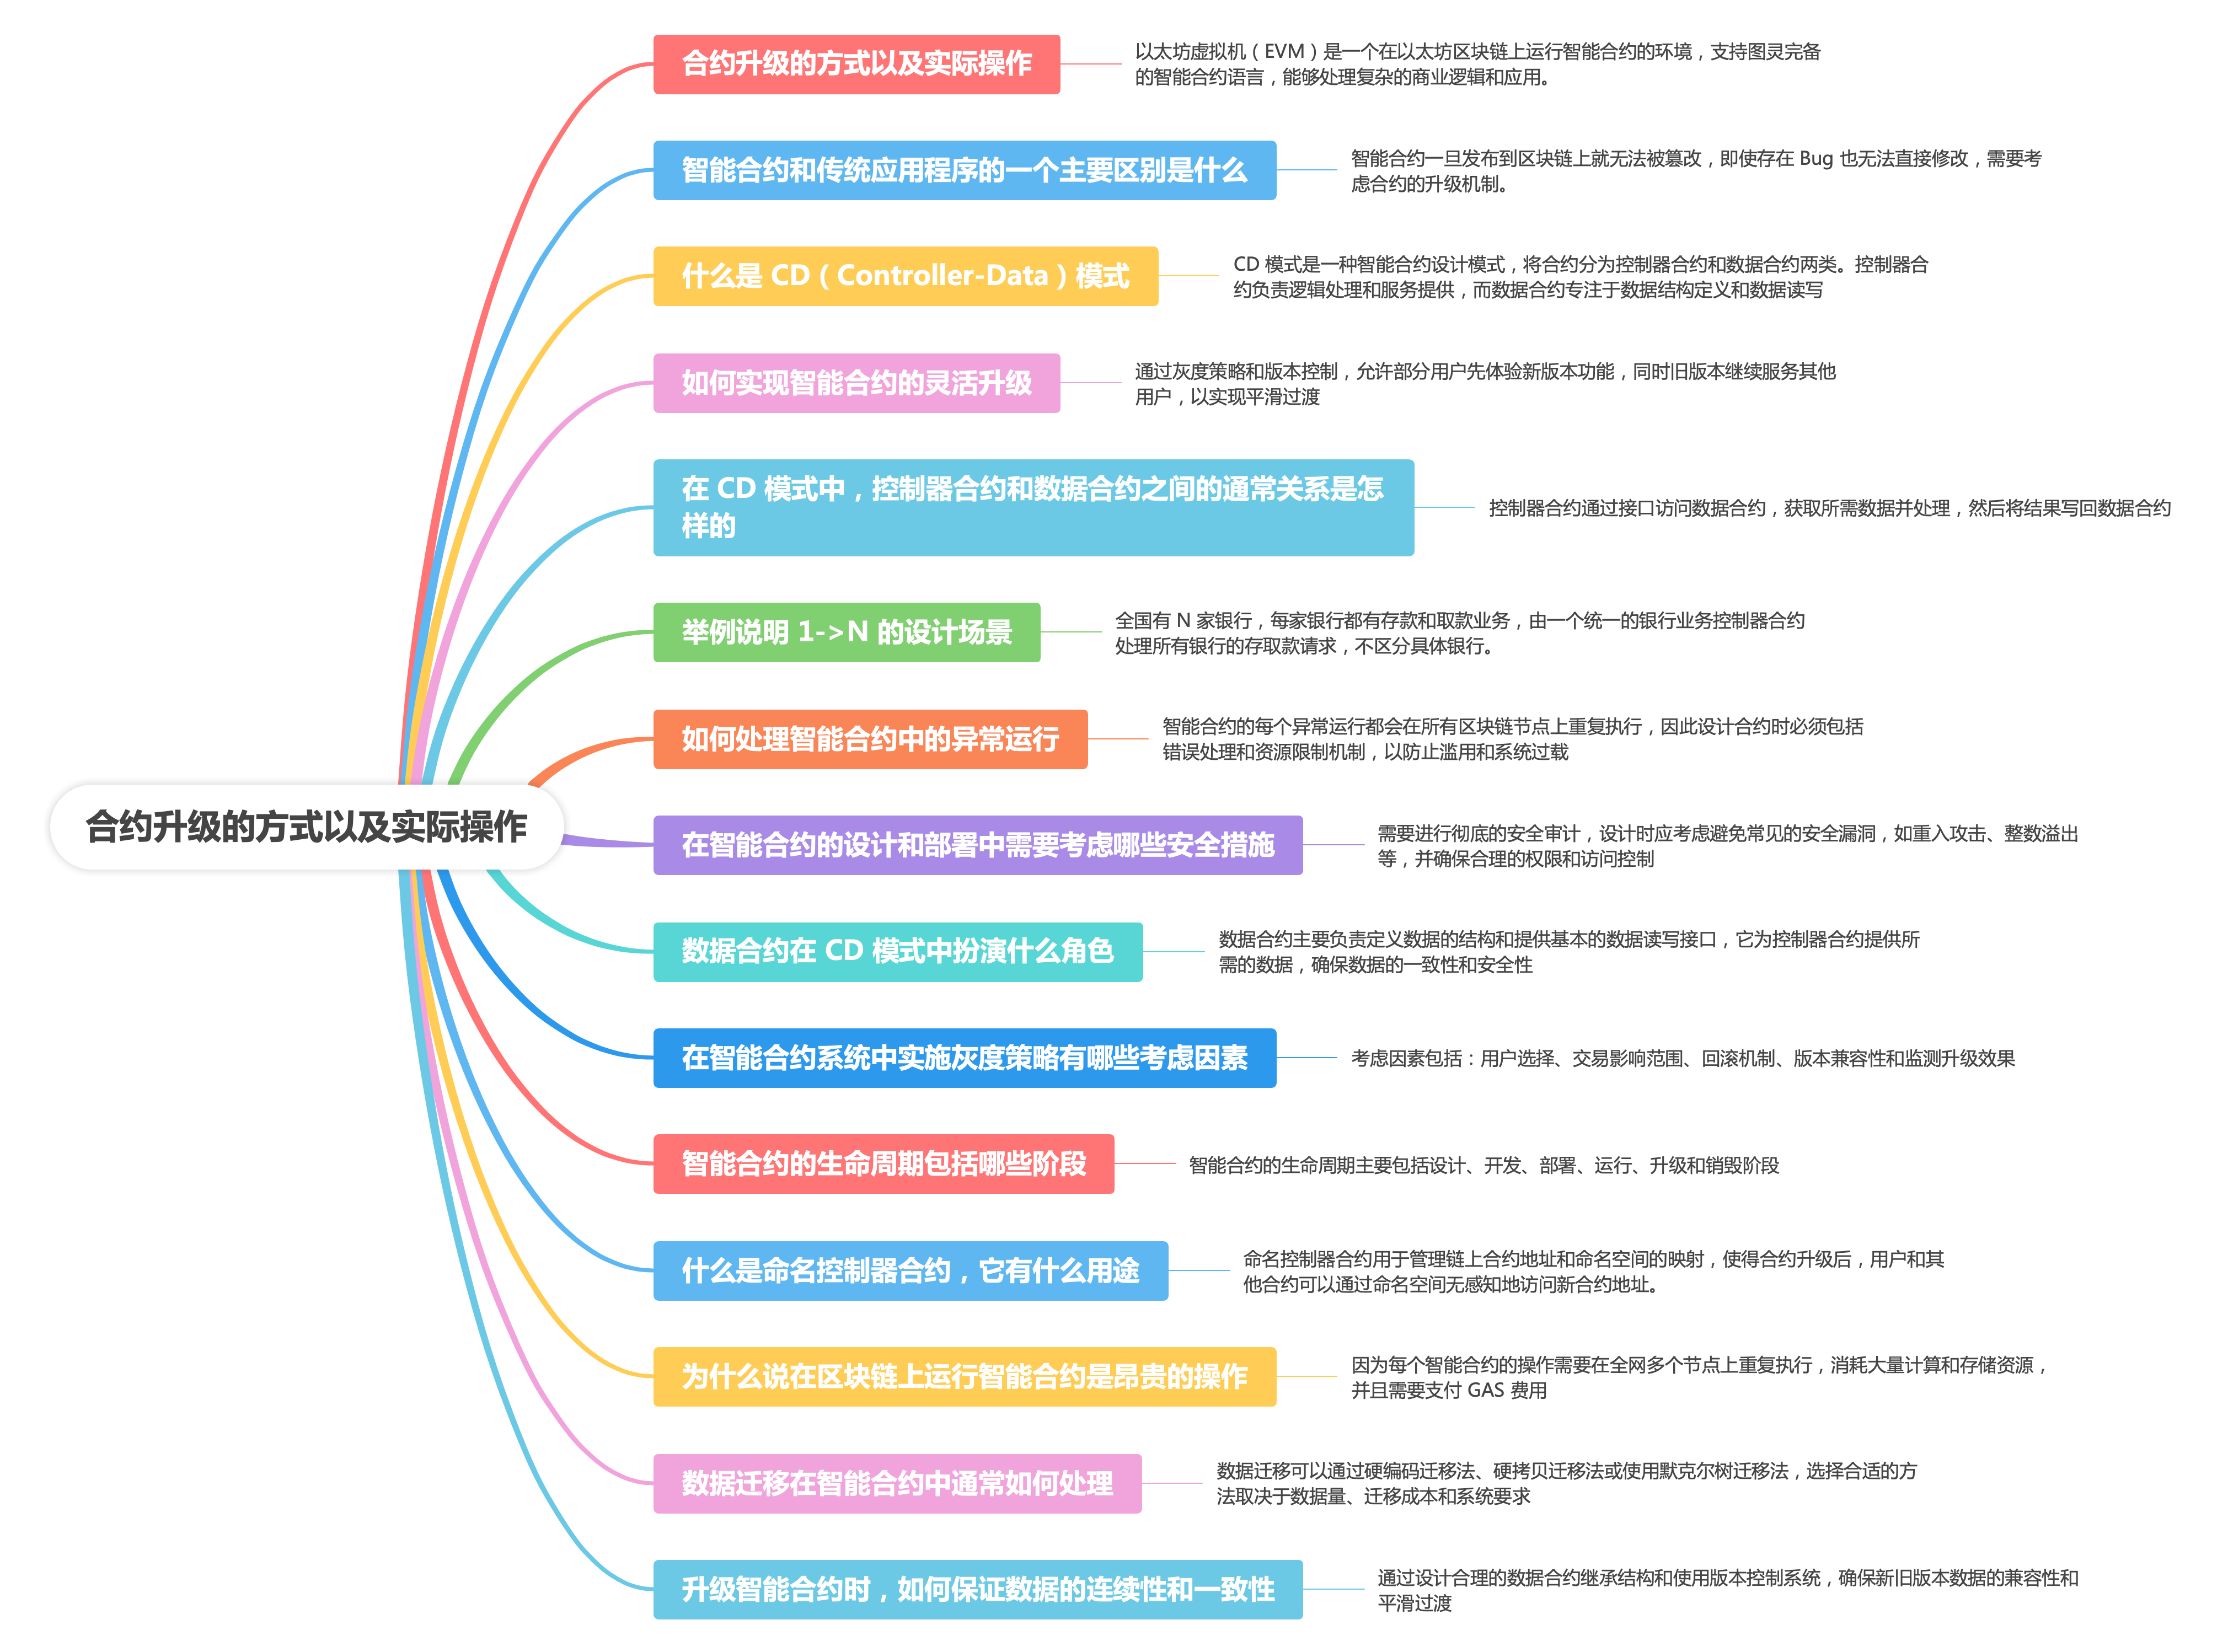 合约升级的方式以及实际操作
合约升级的方式以及实际操作
以太坊虚拟机（EVM）是一个在以太坊区块链上运行智能合约的环境，支持图灵完备
的智能合约语言，能够处理复杂的商业逻辑和应用。
智能合约和传统应用程序的一个主要区别是什么
智能合约一旦发布到区块链上就无法被篡改，即使存在 Bug 也无法直接修改，需要考
虑合约的升级机制。
什么是 CD（Controller-Data）模式
CD 模式是一种智能合约设计模式，将合约分为控制器合约和数据合约两类。控制器合
约负责逻辑处理和服务提供，而数据合约专注于数据结构定义和数据读写
如何实现智能合约的灵活升级
通过灰度策略和版本控制，允许部分用户先体验新版本功能，同时旧版本继续服务其他
用户，以实现平滑过渡
在 CD 模式中，控制器合约和数据合约之间的通常关系是怎
样的
控制器合约通过接口访问数据合约，获取所需数据并处理，然后将结果写回数据合约
举例说明 1->N 的设计场景
全国有 N 家银行，每家银行都有存款和取款业务，由一个统一的银行业务控制器合约
处理所有银行的存取款请求，不区分具体银行。
如何处理智能合约中的异常运行
智能合约的每个异常运行都会在所有区块链节点上重复执行，因此设计合约时必须包括
错误处理和资源限制机制，以防止滥用和系统过载
在智能合约的设计和部署中需要考虑哪些安全措施
需要进行彻底的安全审计，设计时应考虑避免常见的安全漏洞，如重入攻击、整数溢出
等，并确保合理的权限和访问控制
数据合约在 CD 模式中扮演什么角色
数据合约主要负责定义数据的结构和提供基本的数据读写接口，它为控制器合约提供所
需的数据，确保数据的一致性和安全性
在智能合约系统中实施灰度策略有哪些考虑因素
考虑因素包括：用户选择、交易影响范围、回滚机制、版本兼容性和监测升级效果
智能合约的生命周期包括哪些阶段
智能合约的生命周期主要包括设计、开发、部署、运行、升级和销毁阶段
什么是命名控制器合约，它有什么用途
命名控制器合约用于管理链上合约地址和命名空间的映射，使得合约升级后，用户和其
他合约可以通过命名空间无感知地访问新合约地址。
为什么说在区块链上运行智能合约是昂贵的操作
因为每个智能合约的操作需要在全网多个节点上重复执行，消耗大量计算和存储资源，
并且需要支付 GAS 费用
数据迁移在智能合约中通常如何处理
数据迁移可以通过硬编码迁移法、硬拷贝迁移法或使用默克尔树迁移法，选择合适的方
法取决于数据量、迁移成本和系统要求
升级智能合约时，如何保证数据的连续性和一致性
通过设计合理的数据合约继承结构和使用版本控制系统，确保新旧版本数据的兼容性和
平滑过渡